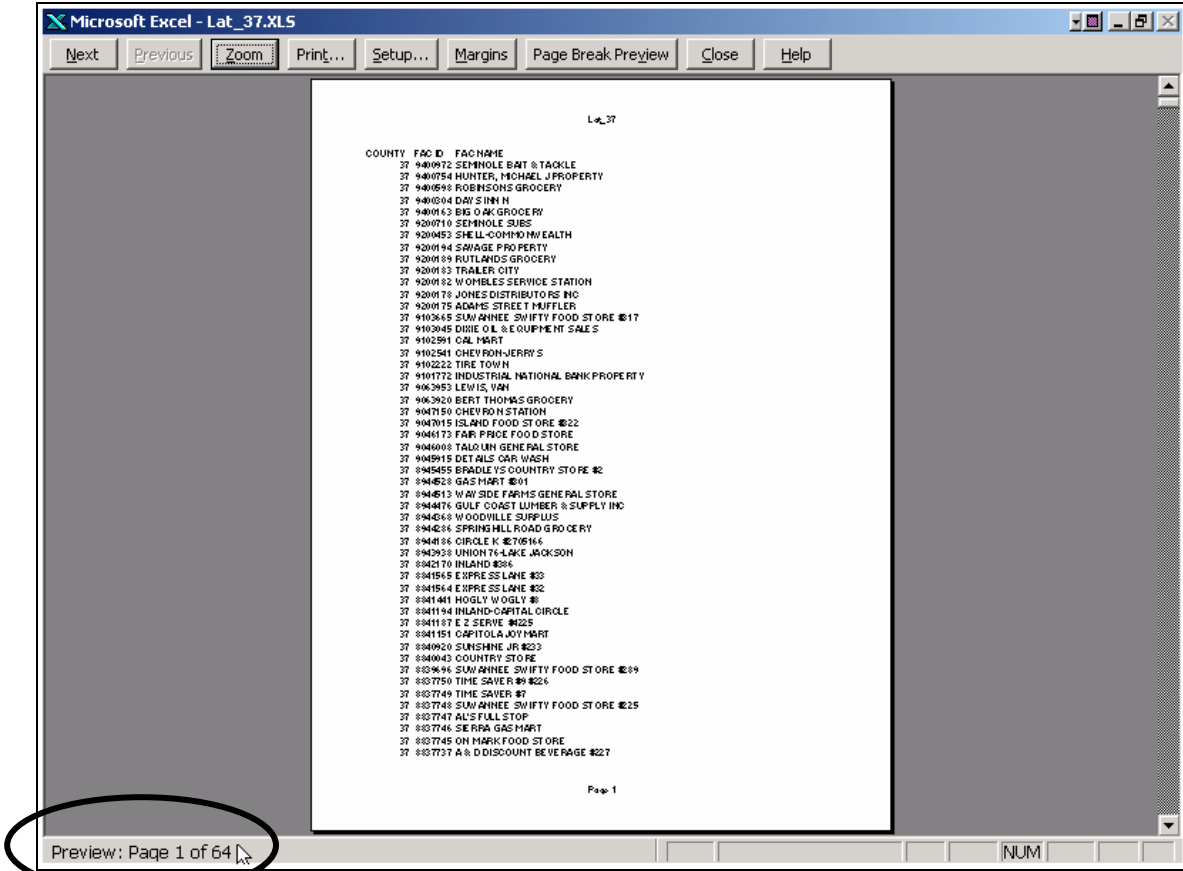 Microsoft Excel - Lat_37.XLS
Next Previous Zoom Print... Setup... Margins Page Break Preview Close Help
Lat_37
COUNTY FAC ID FAC NAME
37 9400972 SEMINOLE BAIT & TACKLE
37 9400754 HUNTER, MICHAEL J PROPERTY
37 9400598 ROBINSONS GROCERY
37 9400304 DAYS INN N
37 9400163 BIG OAK GROCERY
37 9200710 SEMINOLE SUBS
37 9200453 SHELL-COMMONWEALTH
37 9200194 SAVAGE PROPERTY
37 9200189 RUTLANDS GROCERY
37 9200183 TRAILER CITY
37 9200182 WOMBLES SERVICE STATION
37 9200178 JONES DISTRIBUTORS INC
37 9200175 ADAMS STREET MUFFLER
37 9103665 SUWANNEE SWIFTY FOOD STORE #317
37 9103045 DIXIE OIL & EQUIPMENT SALES
37 9102591 CAL MART
37 9102541 CHEVRON-JERRYS
37 9102222 TIRE TOWN
37 9101772 INDUSTRIAL NATIONAL BANK PROPERTY
37 9063953 LEWIS, VAN
37 9063920 BERT THOMAS GROCERY
37 9047150 CHEVRON STATION
37 9047015 ISLAND FOOD STORE #322
37 9046173 FAIR PRICE FOOD STORE
37 9046008 TALQUIN GENERAL STORE
37 9045915 DETAILS CAR WASH
37 8945455 BRADLEYS COUNTRY STORE #2
37 8944528 GAS MART #301
37 8944513 WAYSIDE FARMS GENERAL STORE
37 8944476 GULF COAST LUMBER & SUPPLY INC
37 8944368 WOODVILLE SURPLUS
37 8944286 SPRINGHILL ROAD GROCERY
37 8944186 CIRCLE K #2705166
37 8943938 UNION 76-LAKE JACKSON
37 8842170 INLAND #386
37 8841565 EXPRESS LANE #33
37 8841564 EXPRESS LANE #32
37 8841441 HOGLY WOGLY #8
37 8841194 INLAND-CAPITAL CIRCLE
37 8841187 E Z SERVE #4225
37 8841151 CAPITOLA JOY MART
37 8840920 SUNSHINE JR #233
37 8840043 COUNTRY STORE
37 8839696 SUWANNEE SWIFTY FOOD STORE #289
37 8837750 TIME SAVER #9 #226
37 8837749 TIME SAVER #7
37 8837748 SUWANNEE SWIFTY FOOD STORE #225
37 8837747 AL'S FULL STOP
37 8837746 SIERRA GAS MART
37 8837745 ON MARK FOOD STORE
37 8837737 A & D DISCOUNT BEVERAGE #227
Page 1
Preview: Page 1 of 64 NUM